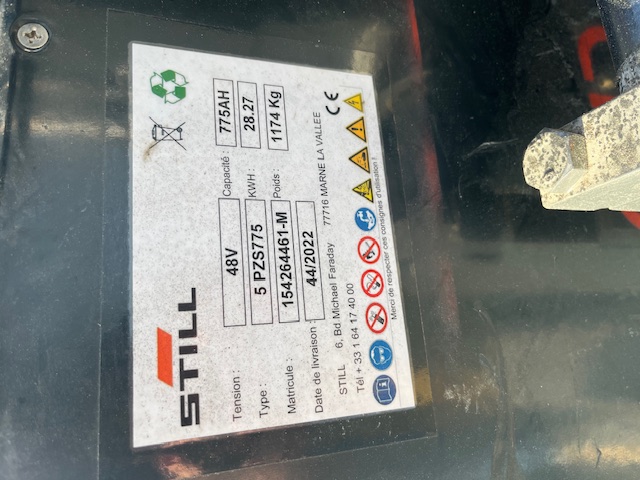 STILL
Tension : 48V Capacité : 775AH
Type : 5 PZS775 KWH : 28.27
Matricule : 154264461-M Poids : 1174 Kg
Date de livraison : 44/2022
STILL 6, Bd Michael Faraday 77716 MARNE LA VALLEE
Tél + 33 1 64 17 40 00
Merci de respecter ces consignes d'utilisation !
CE